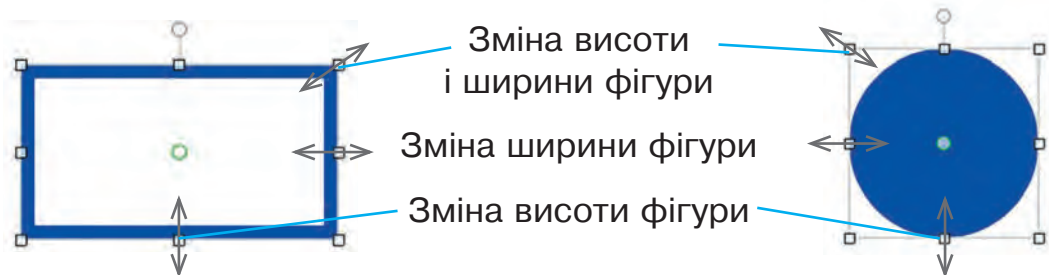 Зміна висоти
і ширини фігури
Зміна ширини фігури
Зміна висоти фігури